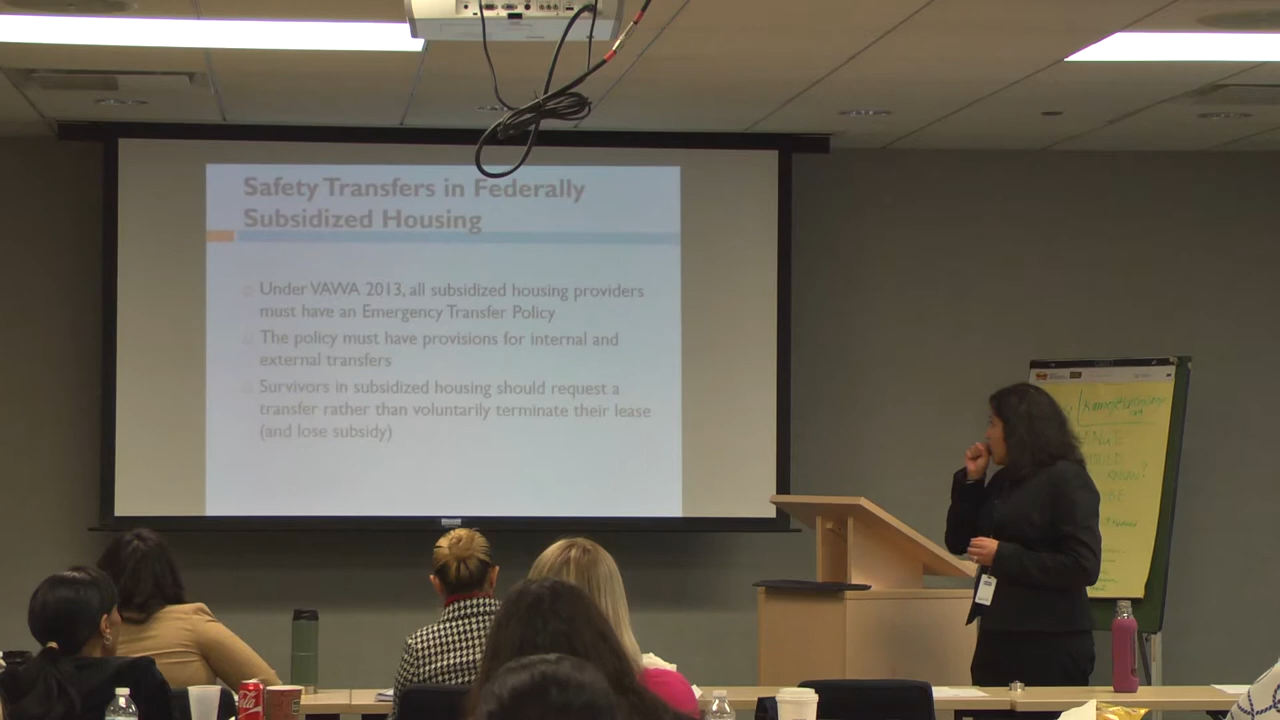 Safety Transfers in Federally
Subsidized Housing
Under VAWA 2013, all subsidized housing providers
must have an Emergency Transfer Policy
The policy must have provisions for internal and
external transfers
Survivors in subsidized housing should request a
transfer rather than voluntarily terminate their lease
(and lose subsidy)
KNOW?